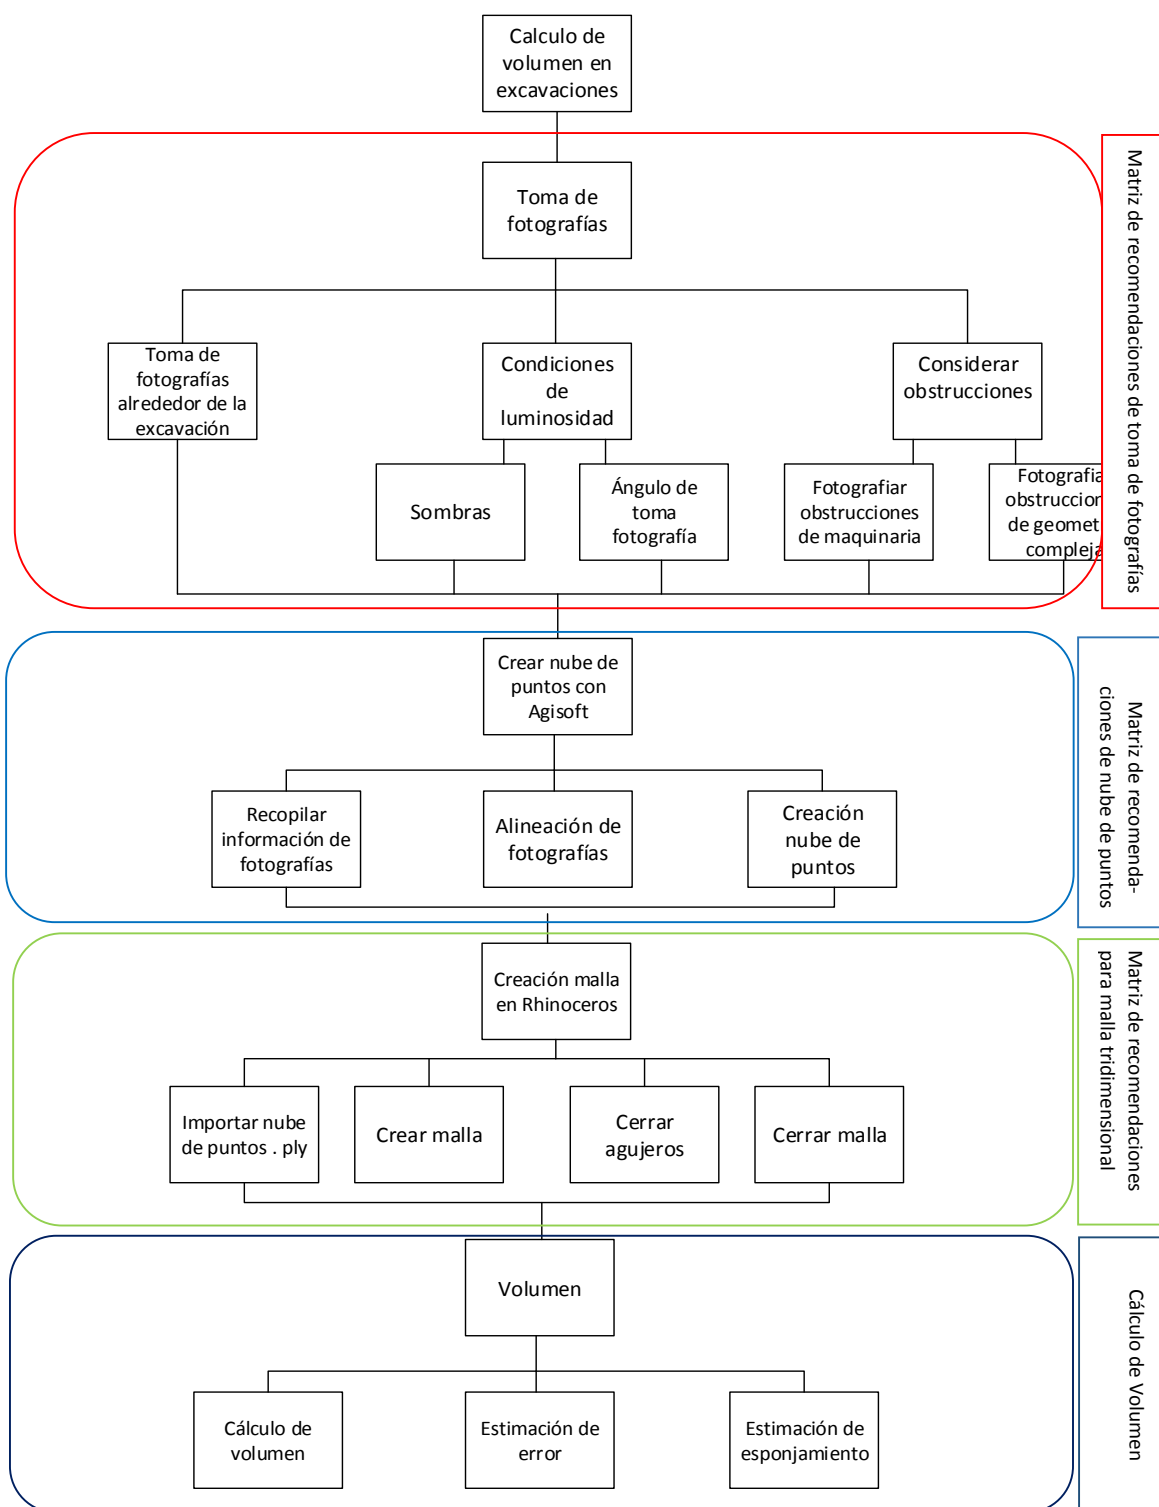 Calculo de
volumen en
excavaciones
Toma de
fotografías
Toma de
fotografías
alrededor de la
excavación
Condiciones
de
luminosidad
Considerar
obstrucciones
Sombras
Ángulo de
toma
fotografía
Fotografiar
obstrucciones
de maquinaria
Fotografia
obstruccion
de geomet
compleja
Matriz de recomendaciones de toma de fotografías
Crear nube de
puntos con
Agisoft
Recopilar
información de
fotografías
Alineación de
fotografías
Creación
nube de
puntos
Matriz de recomenda-
ciones de nube de puntos
Creación malla
en Rhinoceros
Importar nube
de puntos . ply
Crear malla
Cerrar
agujeros
Cerrar malla
Matriz de recomendaciones
para malla tridimensional
Volumen
Cálculo de
volumen
Estimación de
error
Estimación de
esponjamiento
Cálculo de Volumen